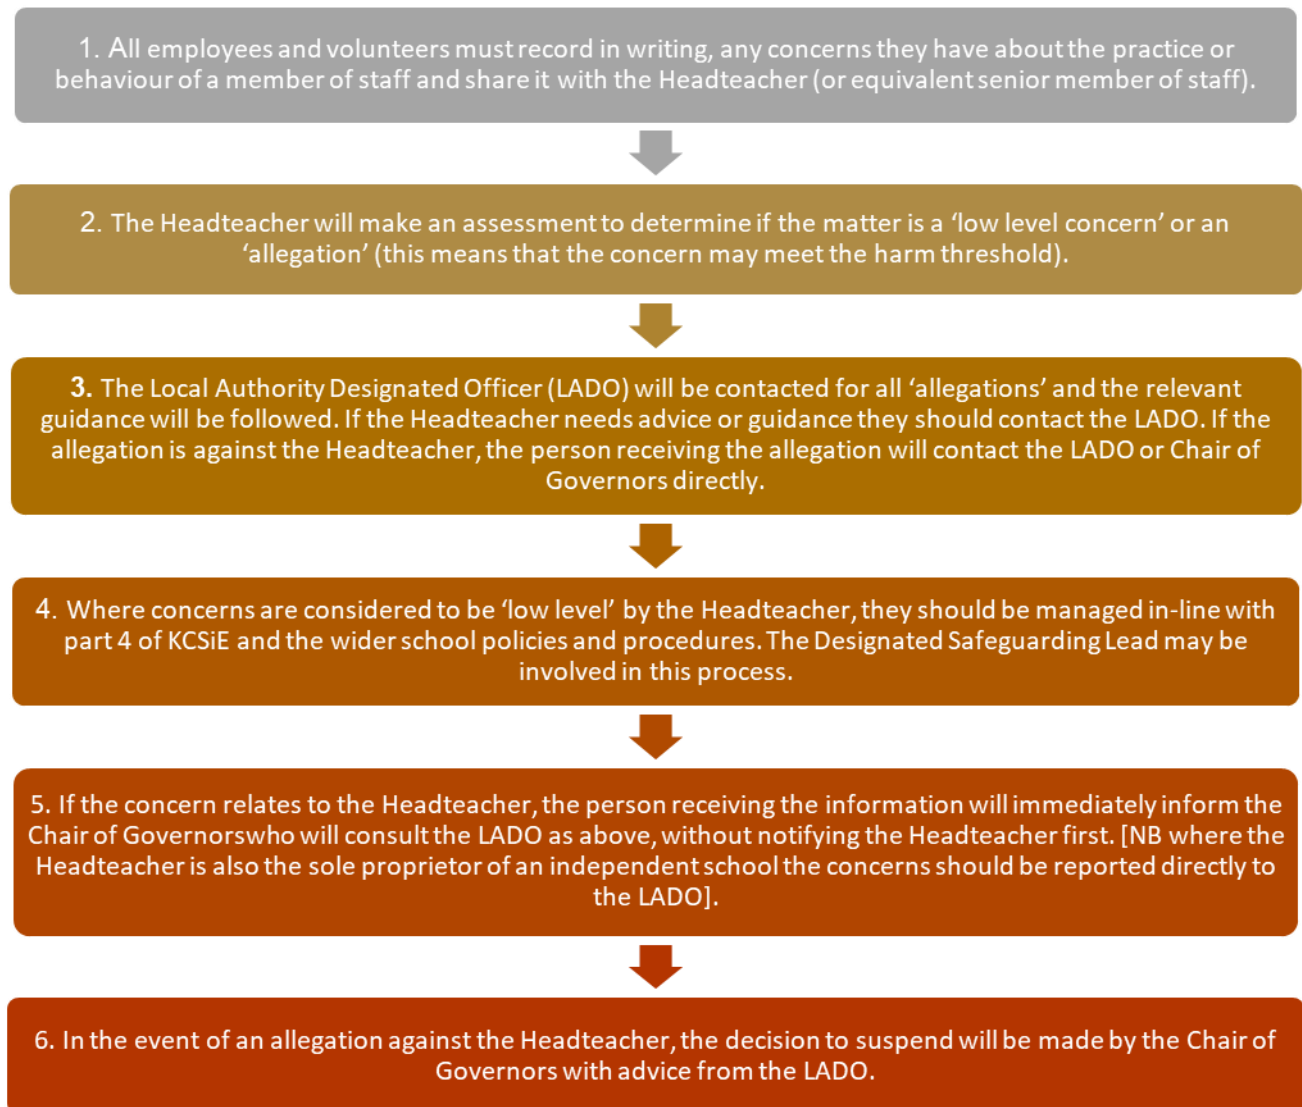 1. All employees and volunteers must record in writing, any concerns they have about the practice or
behaviour of a member of staff and share it with the Headteacher (or equivalent senior member of staff).
2. The Headteacher will make an assessment to determine if the matter is a ‘low level concern’ or an
‘allegation’ (this means that the concern may meet the harm threshold).
3. The Local Authority Designated Officer (LADO) will be contacted for all ‘allegations’ and the relevant
guidance will be followed. If the Headteacher needs advice or guidance they should contact the LADO. If the
allegation is against the Headteacher, the person receiving the allegation will contact the LADO or Chair of
Governors directly.
4. Where concerns are considered to be ‘low level’ by the Headteacher, they should be managed in-line with
part 4 of KCSiE and the wider school policies and procedures. The Designated Safeguarding Lead may be
involved in this process.
5. If the concern relates to the Headteacher, the person receiving the information will immediately inform the
Chair of Governorswho will consult the LADO as above, without notifying the Headteacher first. [NB where the
Headteacher is also the sole proprietor of an independent school the concerns should be reported directly to
the LADO].
6. In the event of an allegation against the Headteacher, the decision to suspend will be made by the Chair of
Governors with advice from the LADO.